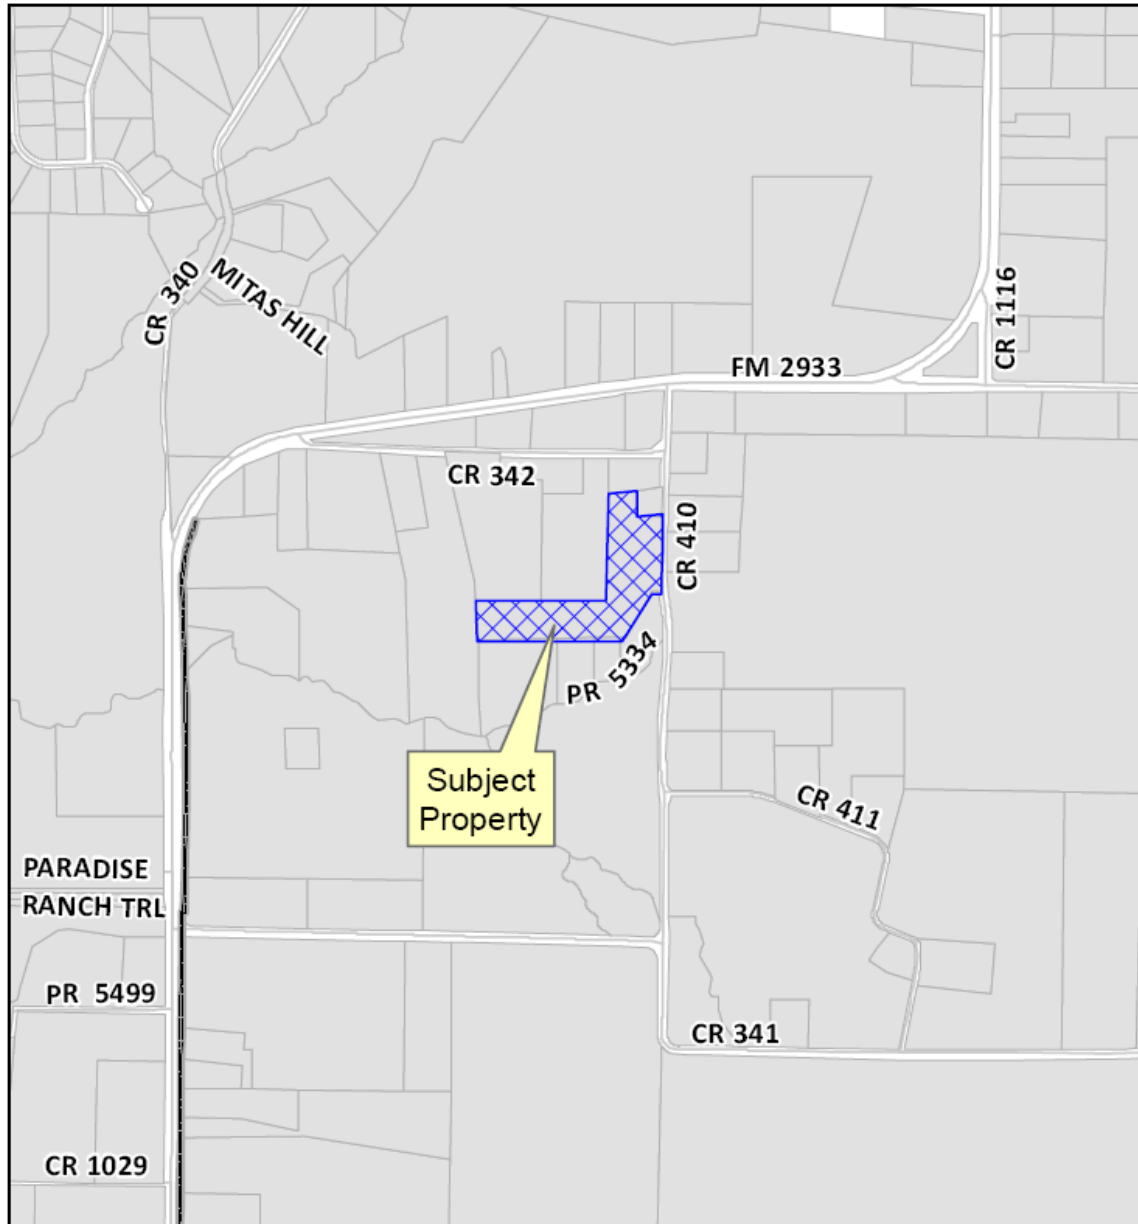 CR 340
MITAS HILL
CR 1116
FM 2933
CR 342
CR 410
PR 5334
Subject
Property
CR 411
PARADISE
RANCH TRL
PR 5499
CR 341
CR 1029